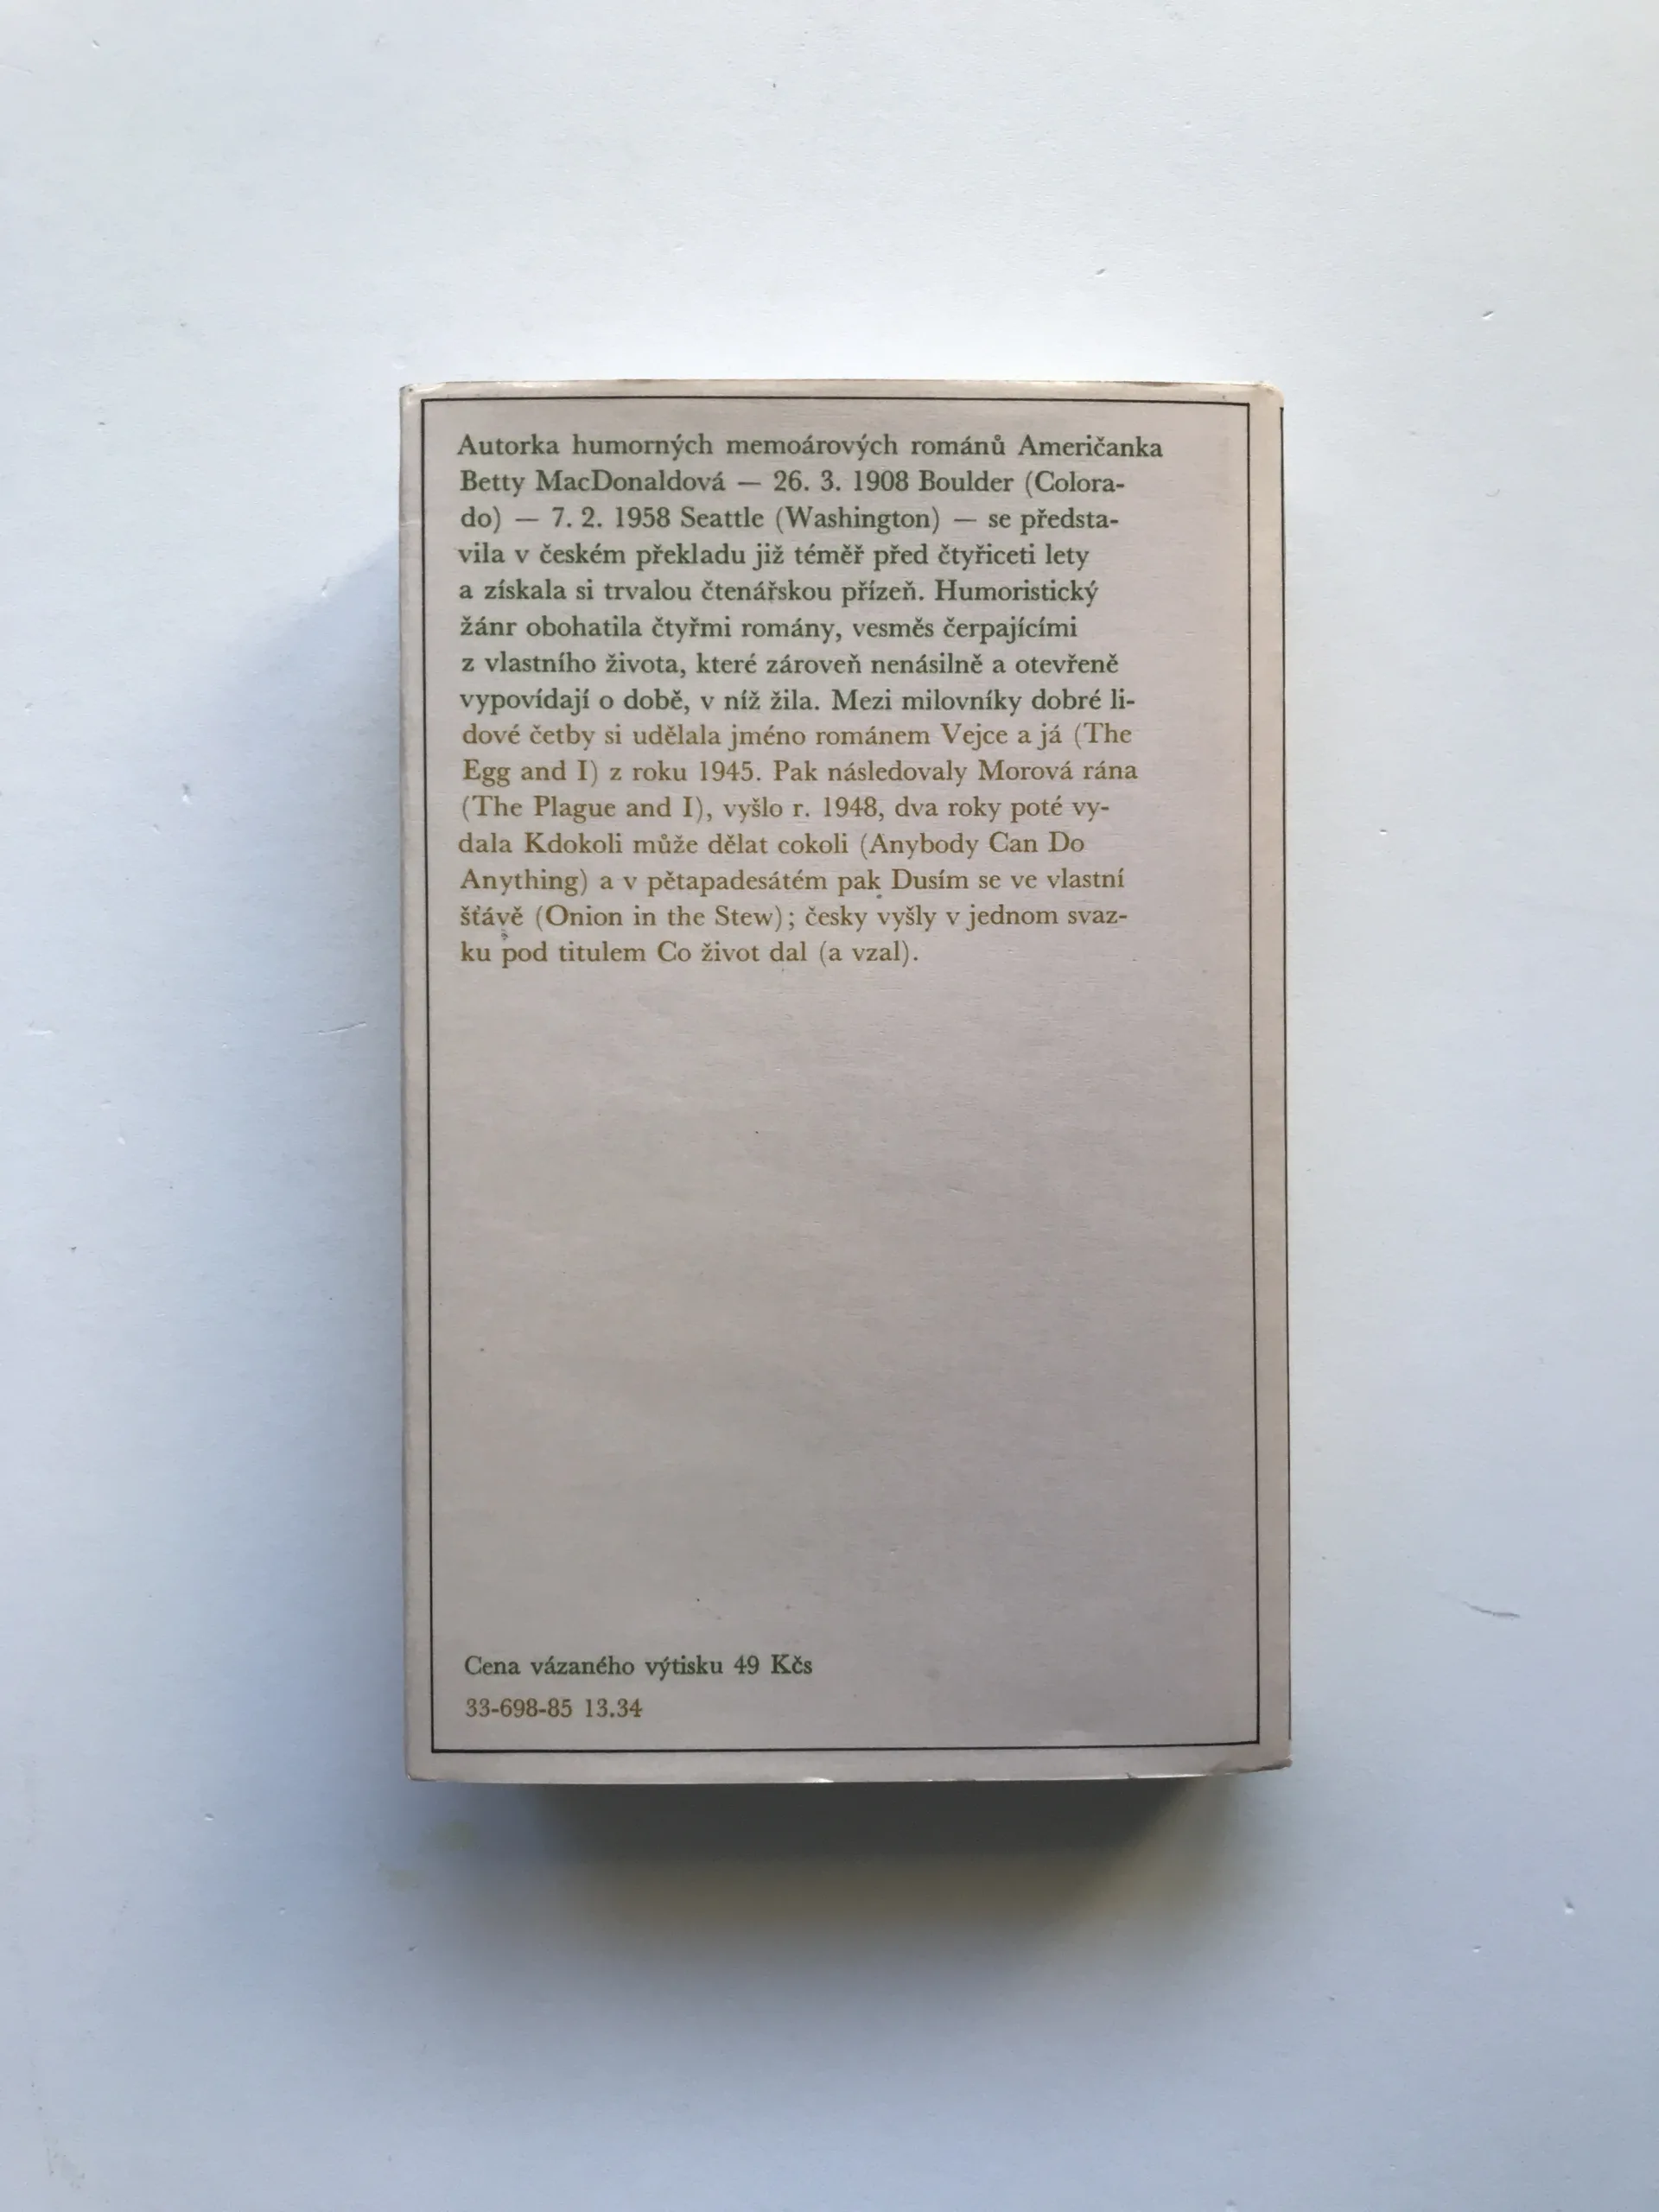 Autorka humorných memoárových románů Američanka
Betty MacDonaldová — 26. 3. 1908 Boulder (Colora-
do) — 7. 2. 1958 Seattle (Washington) — se předsta-
vila v českém překladu již téměř před čtyřiceti lety
a získala si trvalou čtenářskou přízeň. Humoristický
žánr obohatila čtyřmi romány, vesměs čerpajícími
z vlastního života, které zároveň nenásilně a otevřeně
vypovídají o době, v níž žila. Mezi milovníky dobré li-
dové četby si udělala jméno románem Vejce a já (The
Egg and I) z roku 1945. Pak následovaly Morová rána
(The Plague and I), vyšlo r. 1948, dva roky poté vy-
dala Kdokoli může dělat cokoli (Anybody Can Do
Anything) a v pětapadesátém pak Dusím se ve vlastní
šťávě (Onion in the Stew); česky vyšly v jednom svaz-
ku pod titulem Co život dal (a vzal).
Cena vázaného výtisku 49 Kčs
33-698-85 13.34